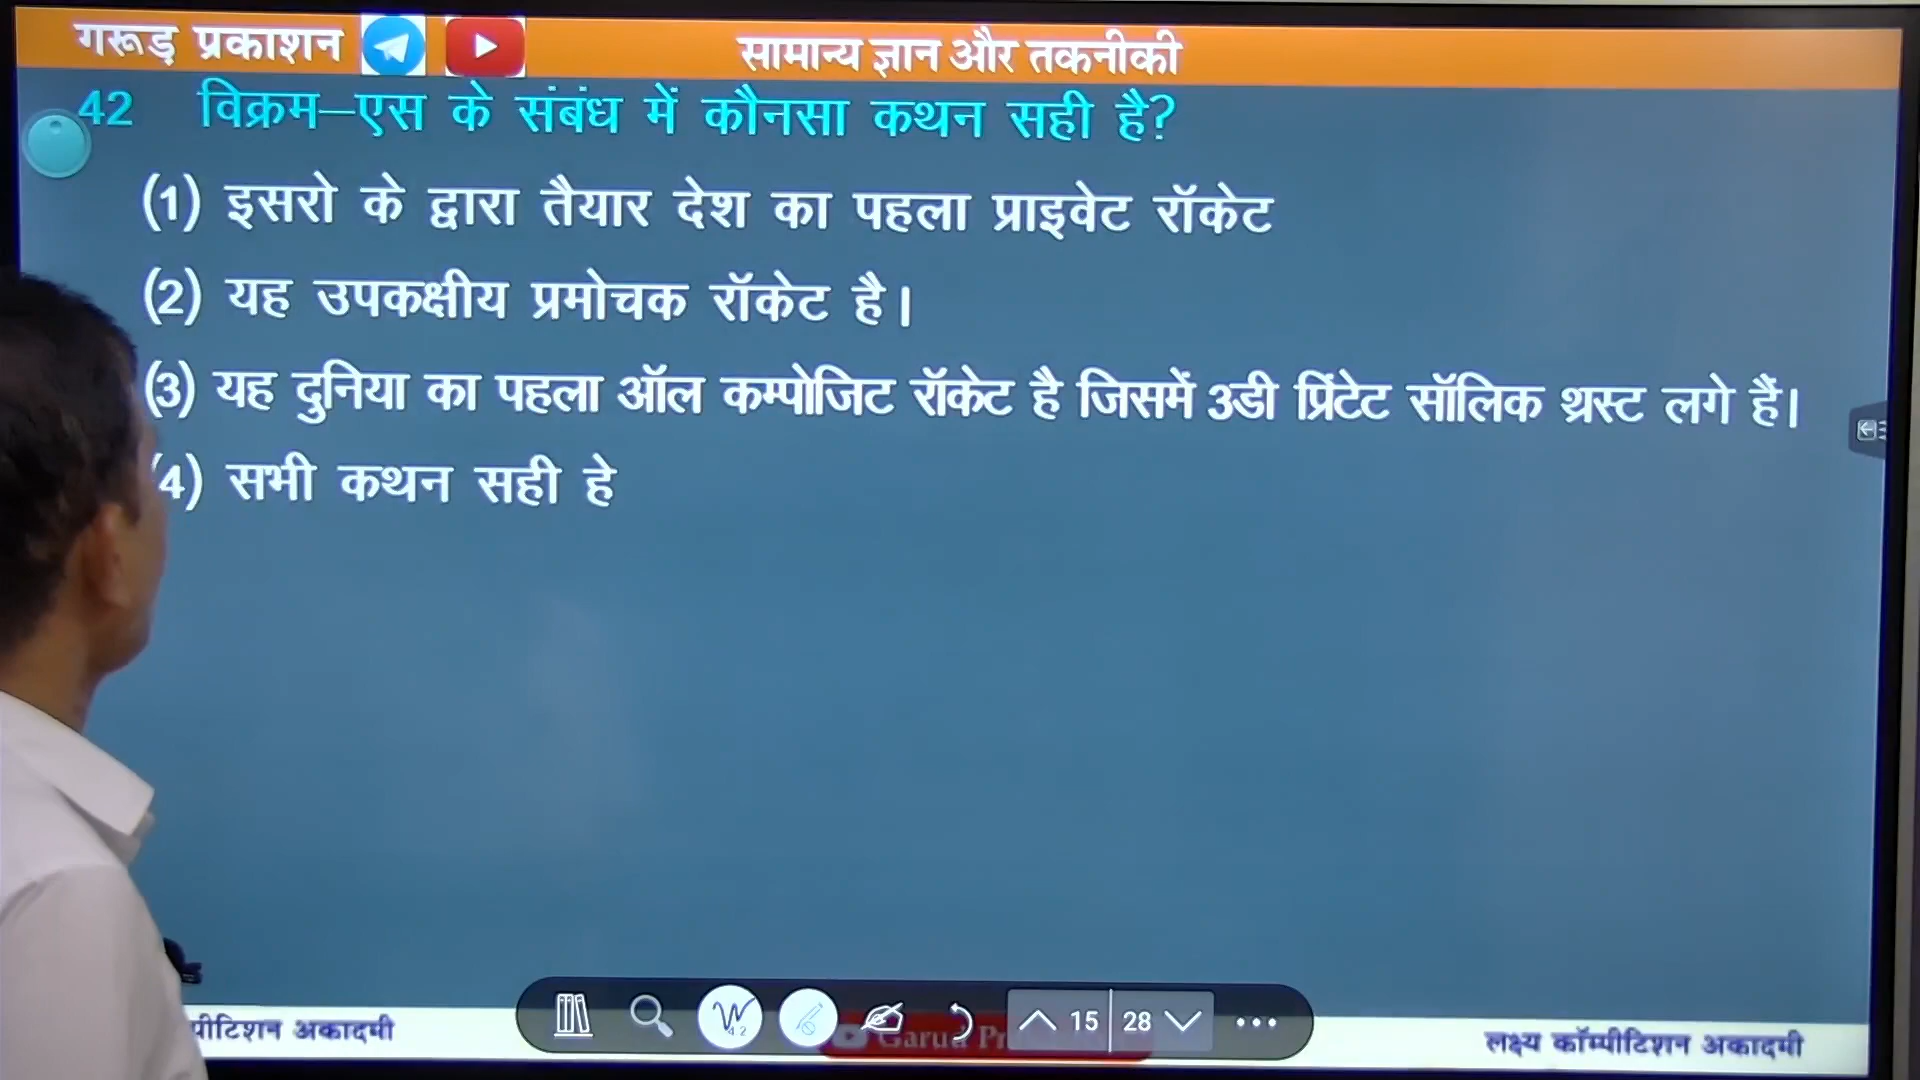 गरूड़ प्रकाशन
सामान्य ज्ञान और तकनीकी
42 विक्रम–एस के संबंध में कौनसा कथन सही है?
(1) इसरो के द्वारा तैयार देश का पहला प्राइवेट रॉकेट
(2) यह उपकक्षीय प्रमोचक रॉकेट है।
(3) यह दुनिया का पहला ऑल कम्पोजिट रॉकेट है जिसमें 3डी प्रिंटेट सॉलिक थ्रस्ट लगे हैं।
(4) सभी कथन सही हे
15 28
अकादमी
Garud
लक्ष्य कॉम्पीटिशन अकादमी